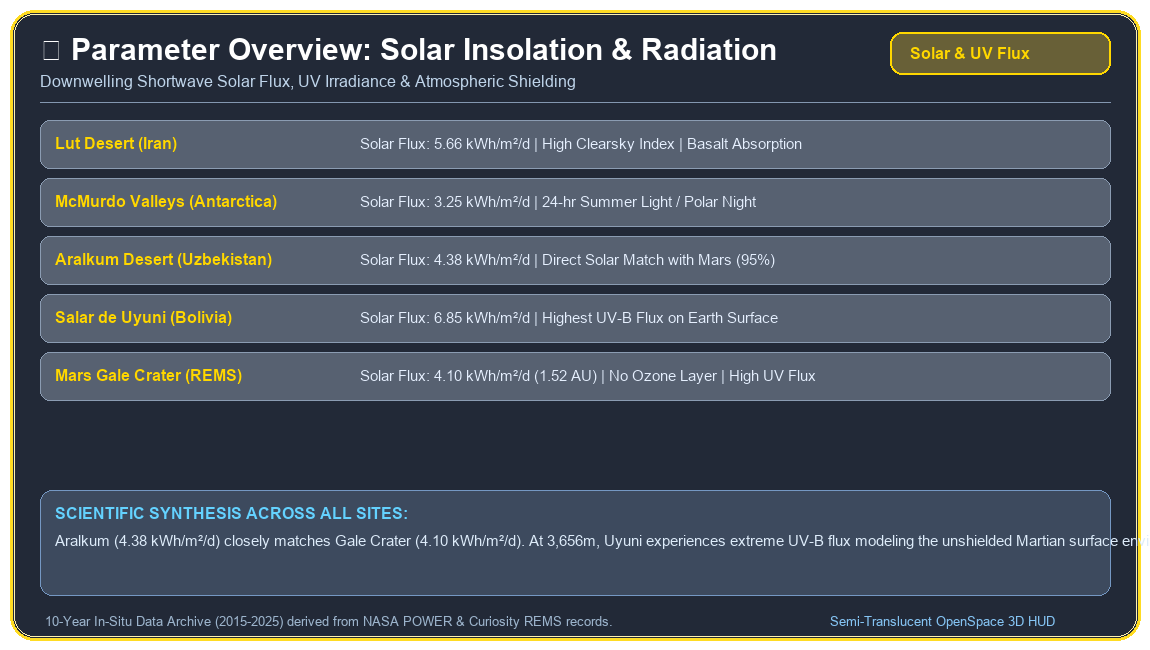 Parameter Overview: Solar Insolation & Radiation
Solar & UV Flux
Downwelling Shortwave Solar Flux, UV Irradiance & Atmospheric Shielding
Lut Desert (Iran) Solar Flux: 5.66 kWh/m²/d | High Clearsky Index | Basalt Absorption
McMurdo Valleys (Antarctica) Solar Flux: 3.25 kWh/m²/d | 24-hr Summer Light / Polar Night
Aralkum Desert (Uzbekistan) Solar Flux: 4.38 kWh/m²/d | Direct Solar Match with Mars (95%)
Salar de Uyuni (Bolivia) Solar Flux: 6.85 kWh/m²/d | Highest UV-B Flux on Earth Surface
Mars Gale Crater (REMS) Solar Flux: 4.10 kWh/m²/d (1.52 AU) | No Ozone Layer | High UV Flux
SCIENTIFIC SYNTHESIS ACROSS ALL SITES:
Aralkum (4.38 kWh/m²/d) closely matches Gale Crater (4.10 kWh/m²/d). At 3,656m, Uyuni experiences extreme UV-B flux modeling the unshielded Martian surface
10-Year In-Situ Data Archive (2015-2025) derived from NASA POWER & Curiosity REMS records.
Semi-Translucent OpenSpace 3D HUD